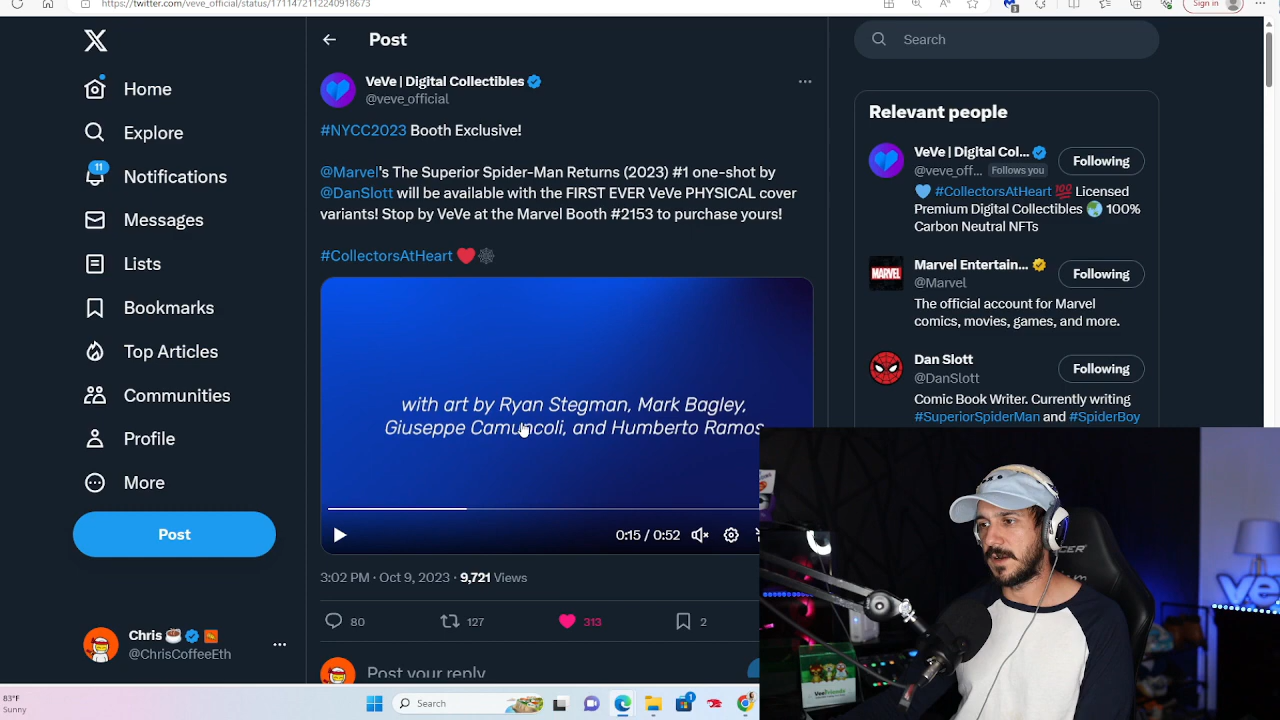 https://twitter.com/veve_official/status/1711472112240918673
Sign in
Home
Explore
11
Notifications
Messages
Lists
Bookmarks
Top Articles
Communities
Profile
More
Post
Chris
@ChrisCoffeeEth
Post
VeVe | Digital Collectibles
@veve_official
#NYCC2023 Booth Exclusive!
@Marvel's The Superior Spider-Man Returns (2023) #1 one-shot by
@DanSlott will be available with the FIRST EVER VeVe PHYSICAL cover
variants! Stop by VeVe at the Marvel Booth #2153 to purchase yours!
#CollectorsAtHeart
with art by Ryan Stegman, Mark Bagley,
Giuseppe Camuncoli, and Humberto Ramos
0:15 / 0:52
3:02 PM · Oct 9, 2023 · 9,721 Views
80
127
313
2
Post your reply
Search
Relevant people
VeVe | Digital Col...
@veve_off...
Follows you
Following
#CollectorsAtHeart 100 Licensed
Premium Digital Collectibles 100%
Carbon Neutral NFTs
MARVEL
Marvel Entertain...
@Marvel
Following
The official account for Marvel
comics, movies, games, and more.
Dan Slott
@DanSlott
Following
Comic Book Writer. Currently writing
#SuperiorSpiderMan and #SpiderBoy
VeeFriends
83°F
Sunny
Search